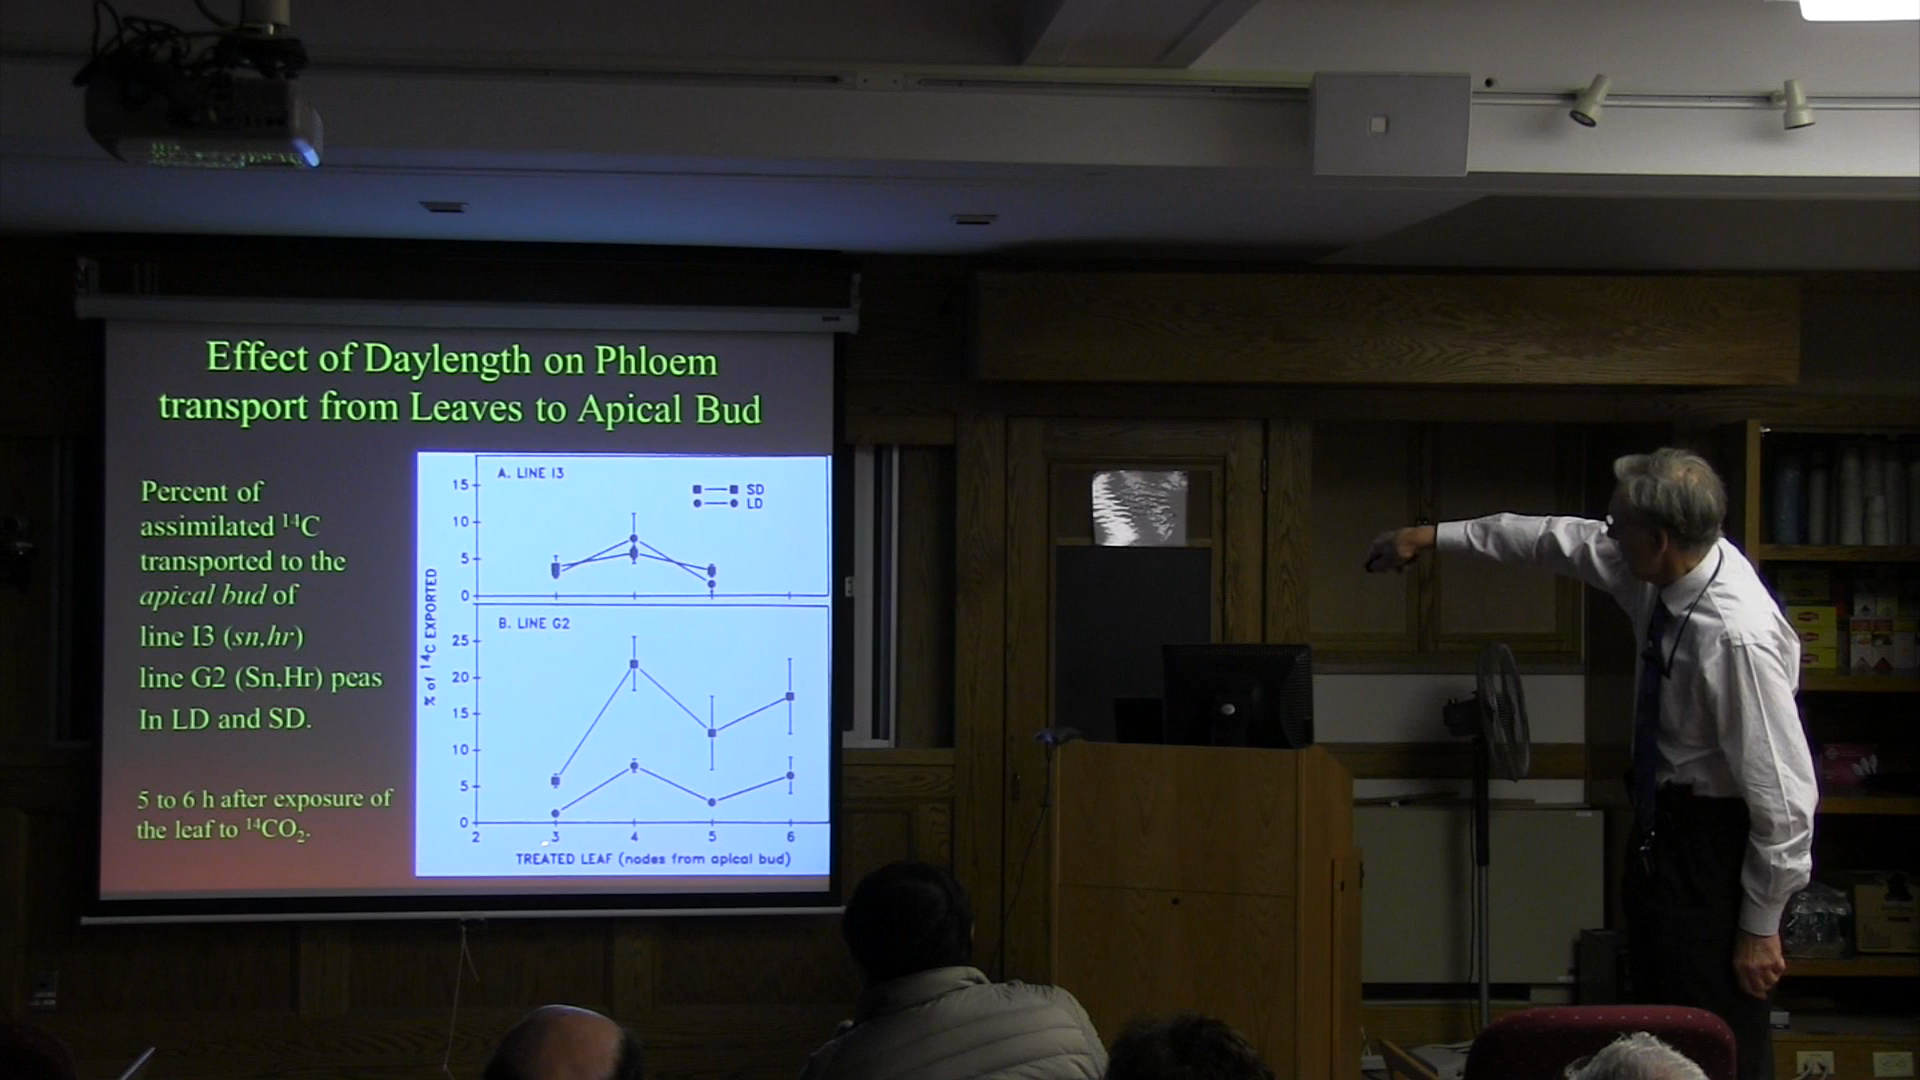 Effect of Daylength on Phloem
transport from Leaves to Apical Bud
Percent of
assimilated ¹⁴C
transported to the
apical bud of
line I3 (sn,hr)
line G2 (Sn,Hr) peas
In LD and SD.
5 to 6 h after exposure of
the leaf to ¹⁴CO₂.
A. LINE I3
SD
LD
15
10
5
0
% of ¹⁴C EXPORTED
B. LINE G2
25
20
15
10
5
0
2 3 4 5 6
TREATED LEAF (nodes from apical bud)